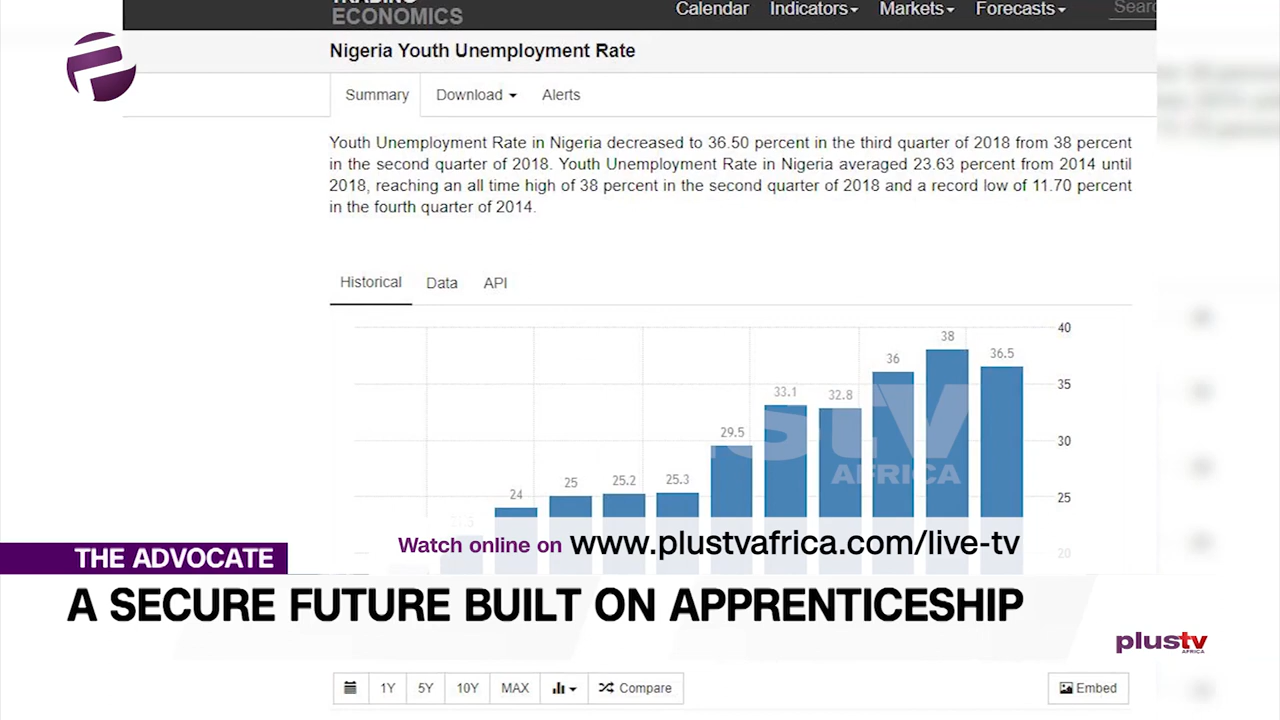 TRADING
ECONOMICS
Calendar Indicators Markets Forecasts
Nigeria Youth Unemployment Rate
Summary Download Alerts
Youth Unemployment Rate in Nigeria decreased to 36.50 percent in the third quarter of 2018 from 38 percent
in the second quarter of 2018. Youth Unemployment Rate in Nigeria averaged 23.63 percent from 2014 until
2018, reaching an all time high of 38 percent in the second quarter of 2018 and a record low of 11.70 percent
in the fourth quarter of 2014.
Historical Data API
40
38
36.5
36
35
33.1
32.8
30
29.5
25.3
25.2
25
24
25
20
TV
AFRICA
Watch online on www.plustvafrica.com/live-tv
THE ADVOCATE
A SECURE FUTURE BUILT ON APPRENTICESHIP
plustv
AFRICA
1Y 5Y 10Y MAX Compare Embed